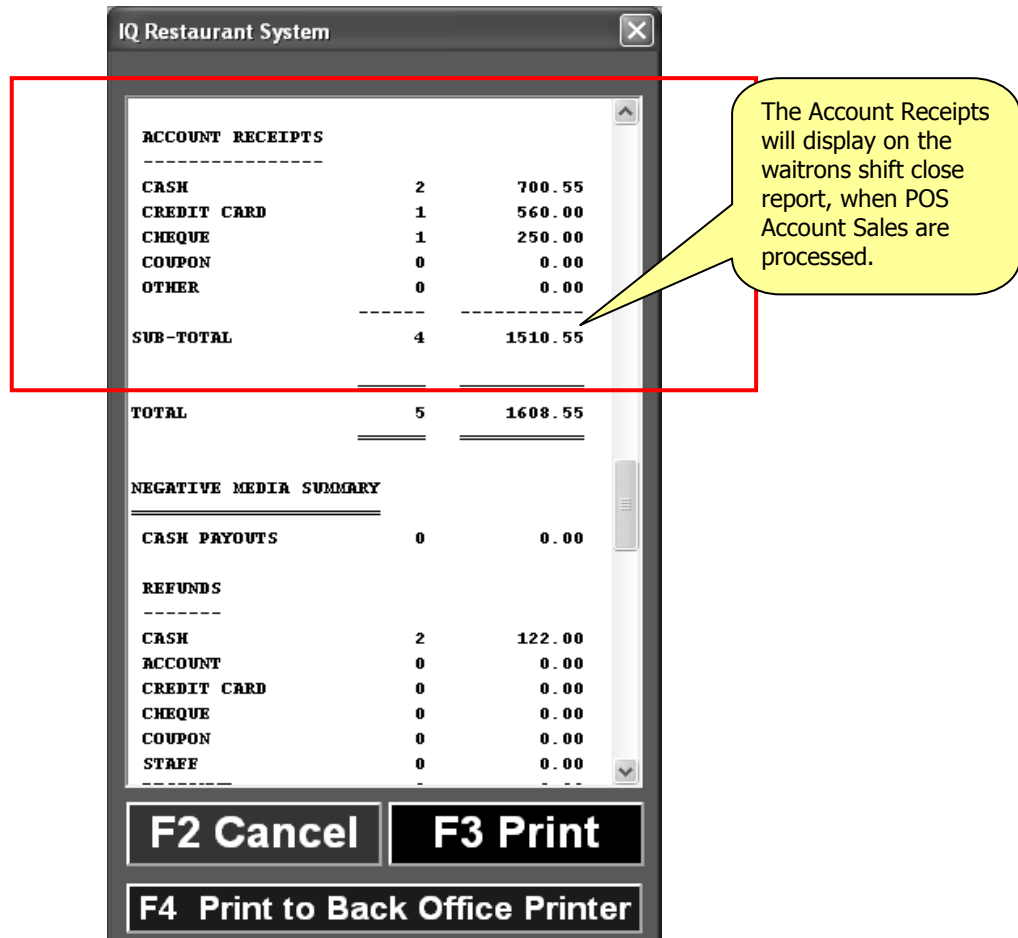 IQ Restaurant System
ACCOUNT RECEIPTS
----------------
CASH 2 700.55
CREDIT CARD 1 560.00
CHEQUE 1 250.00
COUPON 0 0.00
OTHER 0 0.00
------ -----------
SUB-TOTAL 4 1510.55
TOTAL 5 1608.55
NEGATIVE MEDIA SUMMARY
CASH PAYOUTS 0 0.00
REFUNDS
-------
CASH 2 122.00
ACCOUNT 0 0.00
CREDIT CARD 0 0.00
CHEQUE 0 0.00
COUPON 0 0.00
STAFF 0 0.00
F2 Cancel F3 Print
F4 Print to Back Office Printer
The Account Receipts
will display on the
waitrons shift close
report, when POS
Account Sales are
processed.